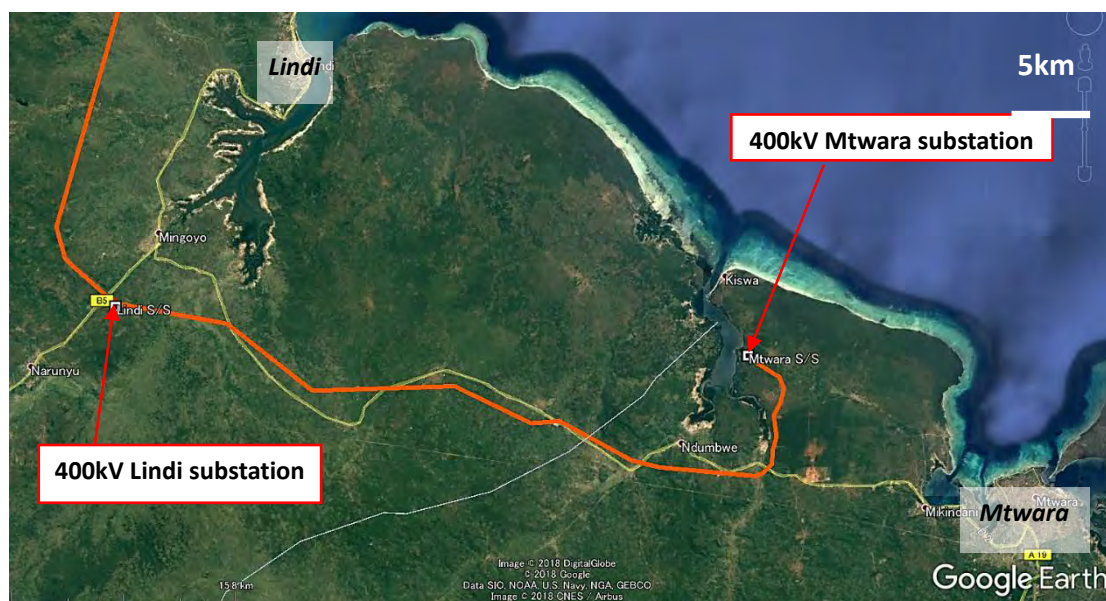 Lindi
5km
400kV Mtwara substation
Mingoyo
Kiswa
B5
Lindi S/S
Mtwara S/S
Narunyu
400kV Lindi substation
Ndumbwe
Mikindani
Mtwara
Mtwara
A 19
Image © 2018 DigitalGlobe
© 2018 Google
Data SIO, NOAA, U.S. Navy, NGA, GEBCO
Image © 2018 CNES / Airbus
15.8 km
Google Earth